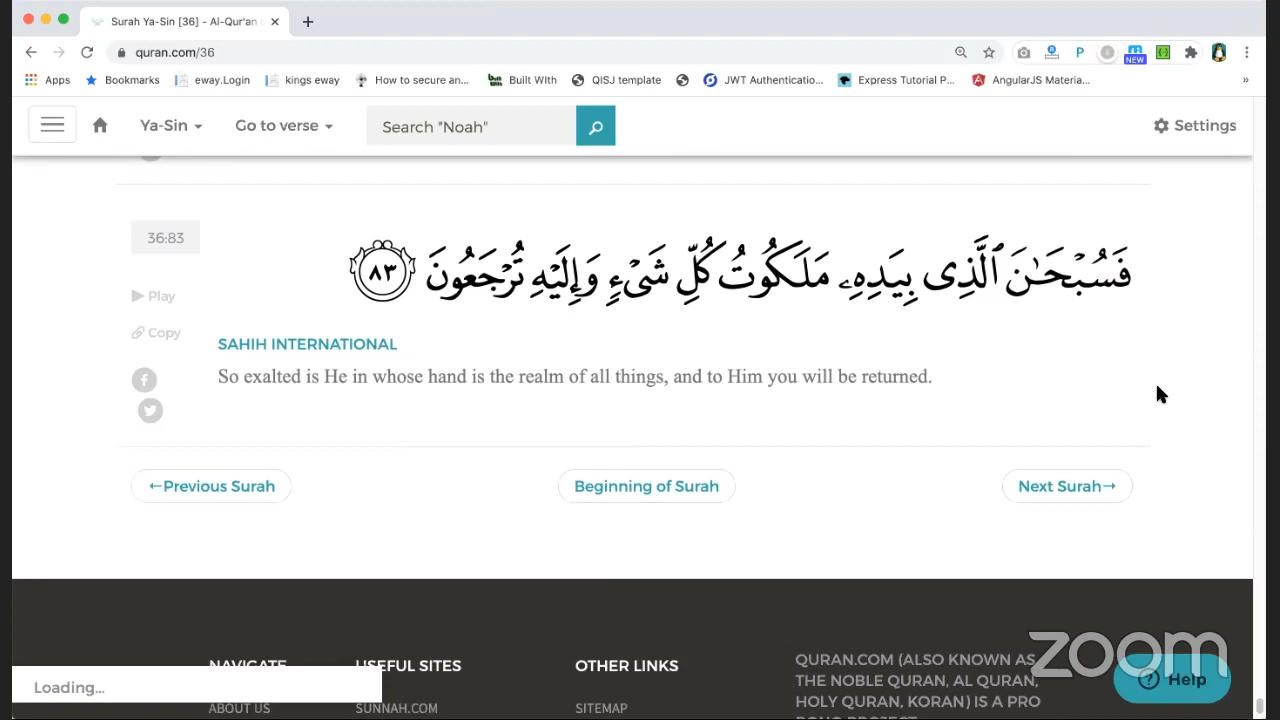 Surah Ya-Sin [36] - Al-Qur'an
quran.com/36
NEW
Apps Bookmarks eway.Login kings eway How to secure an... Built With QISJ template JWT Authenticatio... Express Tutorial P... AngularJS Materia... »
Ya-Sin Go to verse Search "Noah" Settings
36:83
فَسُبْحَـٰنَ ٱلَّذِى بِيَدِهِۦ مَلَكُوتُ كُلِّ شَىْءٍ وَإِلَيْهِ تُرْجَعُونَ ٨٣
Play
Copy
SAHIH INTERNATIONAL
So exalted is He in whose hand is the realm of all things, and to Him you will be returned.
←Previous Surah Beginning of Surah Next Surah→
NAVIGATE USEFUL SITES OTHER LINKS
ABOUT US SUNNAH.COM SITEMAP
QURAN.COM (ALSO KNOWN AS
THE NOBLE QURAN, AL QURAN,
HOLY QURAN, KORAN) IS A PRO
BONO PROJECT
zoom
Help
Loading...